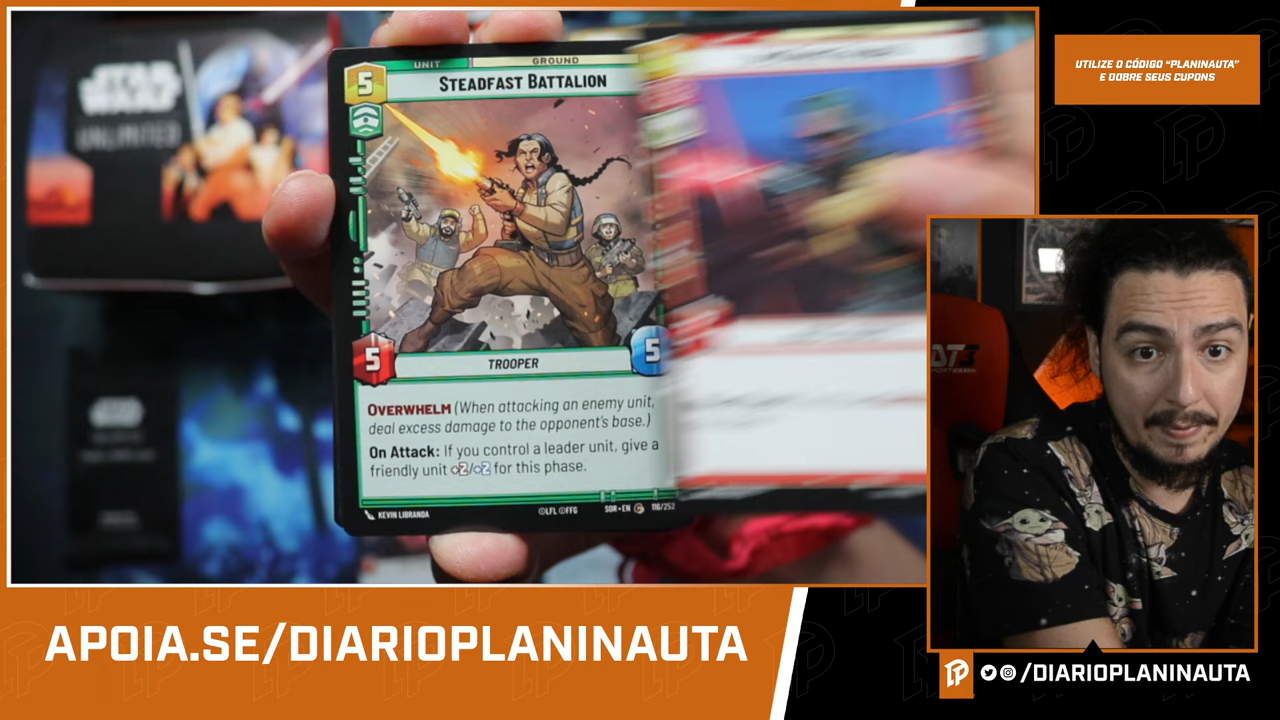 UTILIZE O CÓDIGO “PLANINAUTA”
E DOBRE SEUS CUPONS
STAR
WARS
UNLIMITED
UNIT
GROUND
5
STEADFAST BATTALION
5
5
TROOPER
OVERWHELM (When attacking an enemy unit,
deal excess damage to the opponent's base.)
On Attack: If you control a leader unit, give a
friendly unit +2/+2 for this phase.
KEVIN LIBRANDA
©LFL ©FFG
SOR • EN C 116/252
APOIA.SE/DIARIOPLANINAUTA
/DIARIOPLANINAUTA